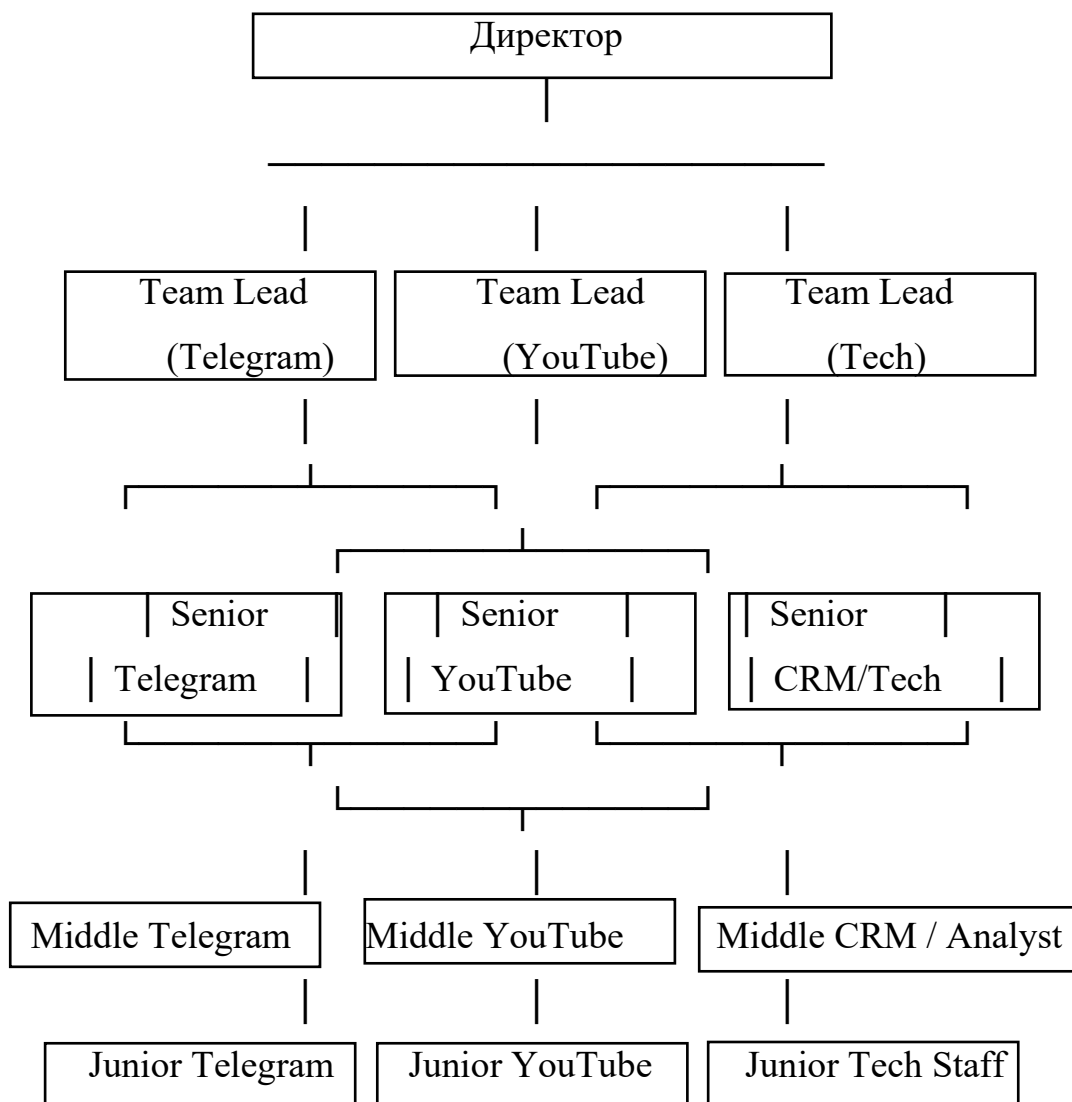 Директор
Team Lead Team Lead Team Lead
(Telegram) (YouTube) (Tech)
Senior Senior Senior
Telegram YouTube CRM/Tech
Middle Telegram Middle YouTube Middle CRM / Analyst
Junior Telegram Junior YouTube Junior Tech Staff